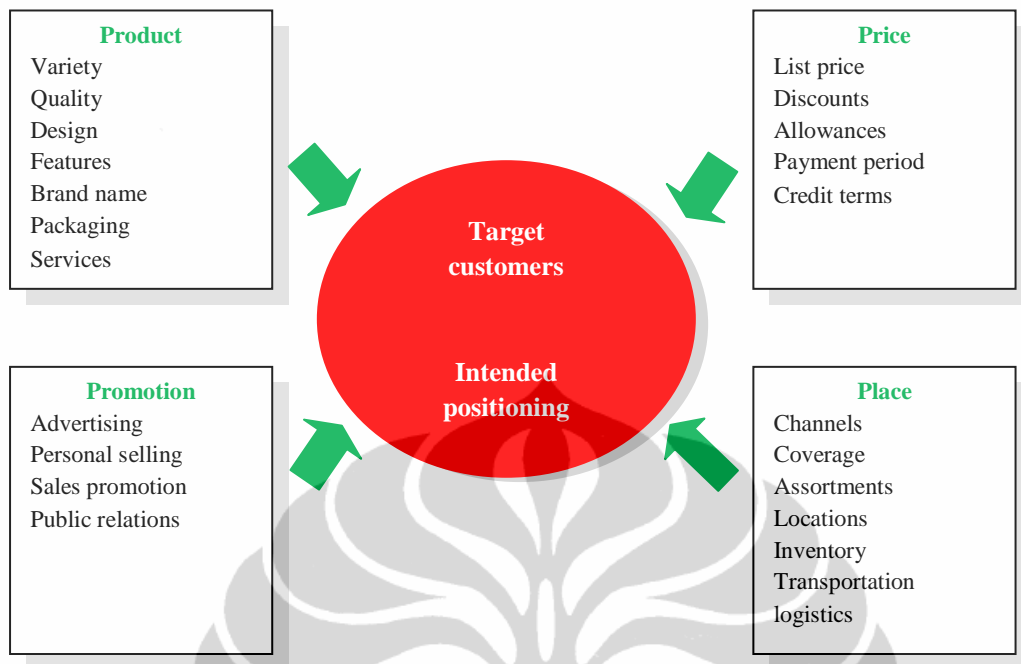 Product
Variety
Quality
Design
Features
Brand name
Packaging
Services
Price
List price
Discounts
Allowances
Payment period
Credit terms
Target
customers
Intended
positioning
Promotion
Advertising
Personal selling
Sales promotion
Public relations
Place
Channels
Coverage
Assortments
Locations
Inventory
Transportation
logistics